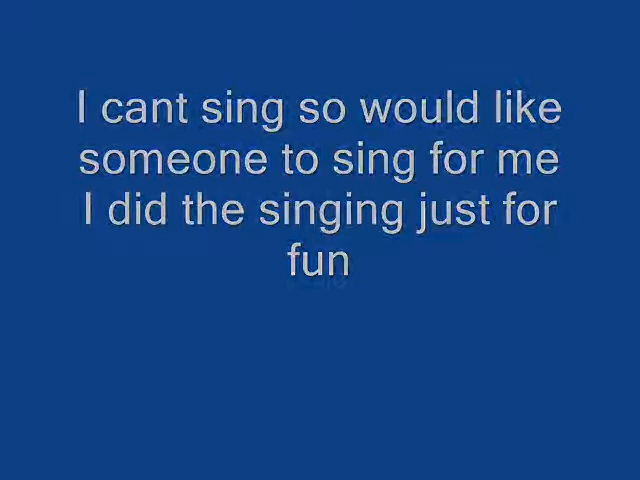 I cant sing so would like
someone to sing for me
I did the singing just for
fun